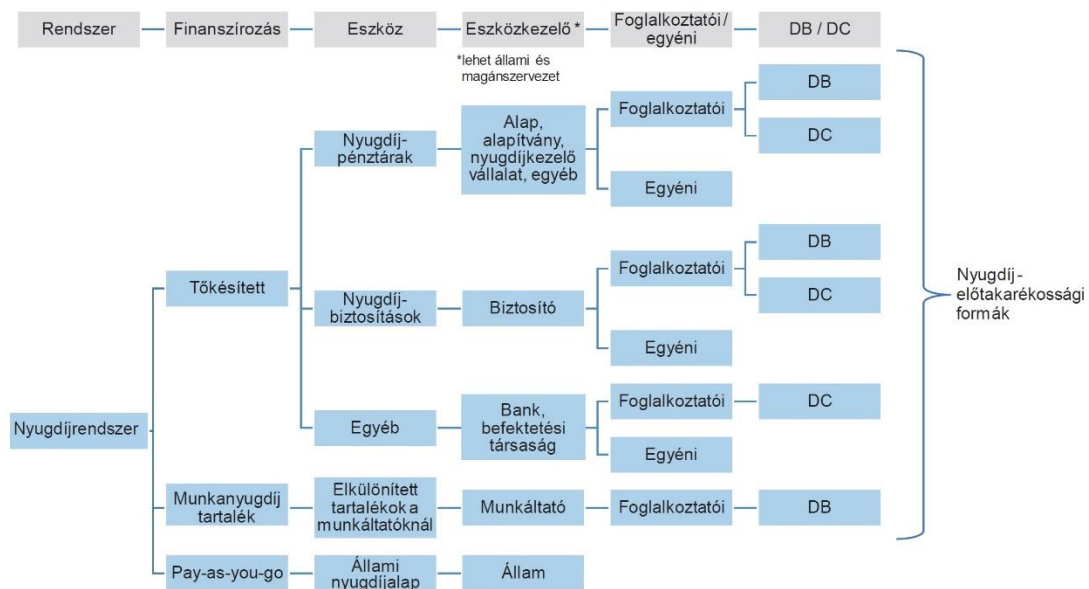 Rendszer
Finanszírozás
Eszköz
Eszközkezelő *
Foglalkoztatói /
egyéni
DB / DC
*lehet állami és
magánszervezet
Nyugdíj-
pénztárak
Alap,
alapítvány,
nyugdíjkezelő
vállalat, egyéb
Foglalkoztatói
DB
DC
Egyéni
Tőkésített
Nyugdíj-
biztosítások
Biztosító
Foglalkoztatói
DB
DC
Egyéni
Nyugdíj-
előtakarékossági
formák
Nyugdíjrendszer
Egyéb
Bank,
befektetési
társaság
Foglalkoztatói
DC
Egyéni
Munkanyugdíj
tartalék
Elkülönített
tartalékok a
munkáltatóknál
Munkáltató
Foglalkoztatói
DB
Pay-as-you-go
Állami
nyugdíjalap
Állam